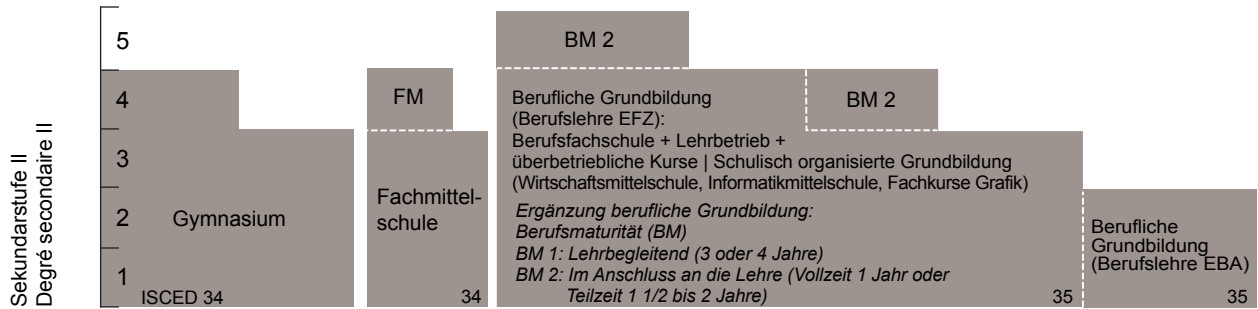 Sekundarstufe II
Degré secondaire II
5
4
3
2
1
Gymnasium
ISCED 34
FM
Fachmittel-
schule
34
BM 2
BM 2
Berufliche Grundbildung
(Berufslehre EFZ):
Berufsfachschule + Lehrbetrieb +
überbetriebliche Kurse | Schulisch organisierte Grundbildung
(Wirtschaftsmittelschule, Informatikmittelschule, Fachkurse Grafik)
Ergänzung berufliche Grundbildung:
Berufsmaturität (BM)
BM 1: Lehrbegleitend (3 oder 4 Jahre)
BM 2: Im Anschluss an die Lehre (Vollzeit 1 Jahr oder
Teilzeit 1 1/2 bis 2 Jahre)
35
Berufliche
Grundbildung
(Berufslehre EBA)
35